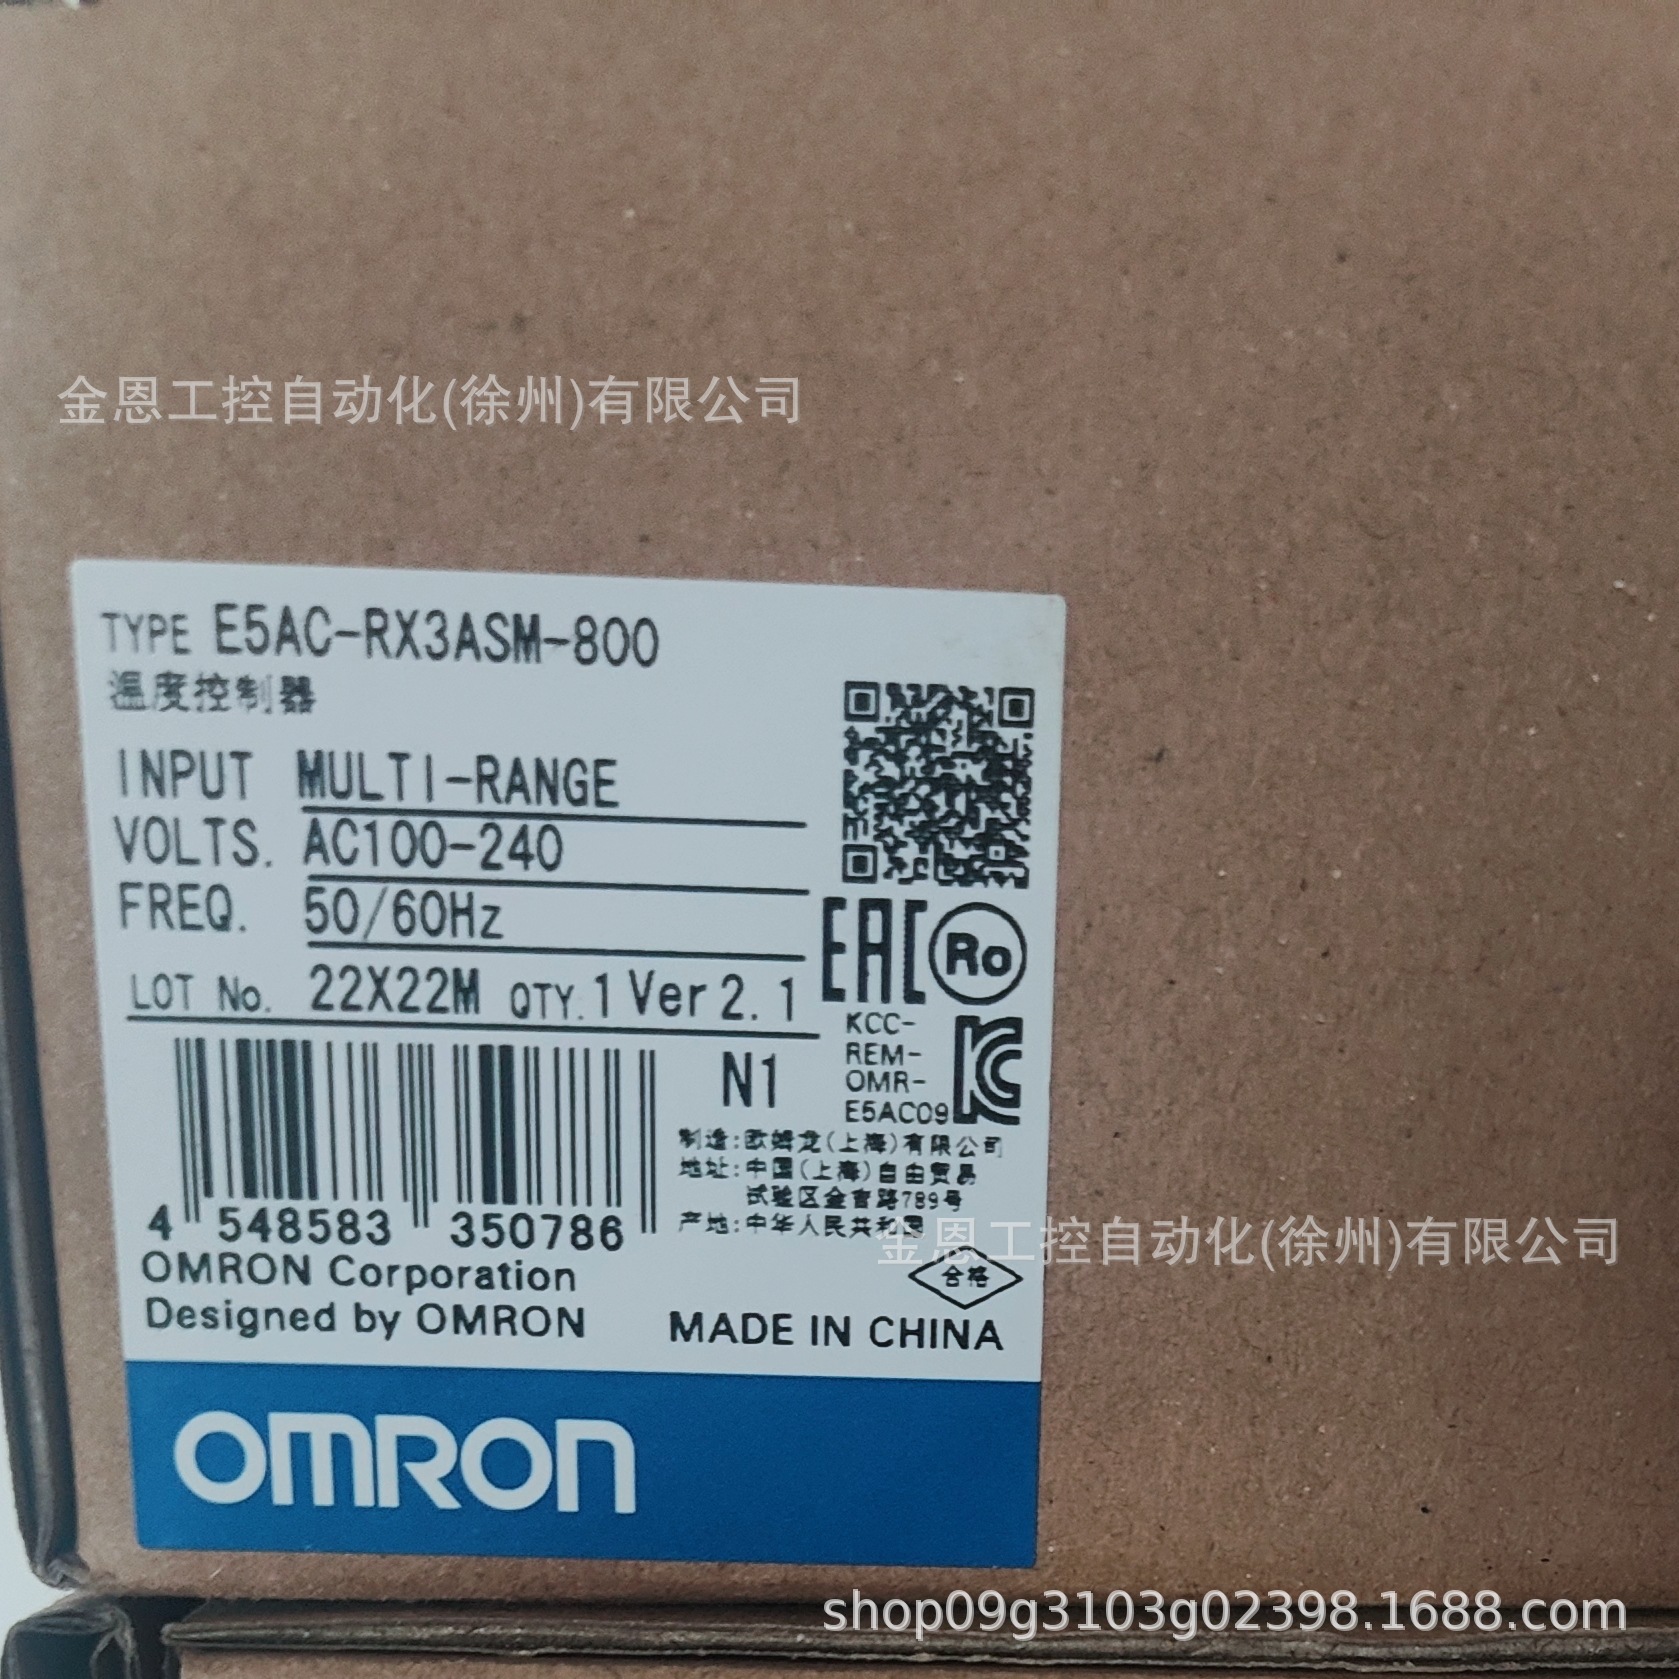 金恩工控自动化(徐州)有限公司
TYPE E5AC-RX3ASM-800
温度控制器
INPUT MULTI-RANGE
VOLTS. AC100-240
FREQ. 50/60Hz
LOT No. 22X22M QTY. 1 Ver 2.1
EAC Ro
KCC-
REM-
OMR-
E5AC09
N1
制造:欧姆龙(上海)有限公司
地址:中国(上海)自由贸易
试验区金吉路789号
产地:中华人民共和国
4 548583 350786
金恩工控自动化(徐州)有限公司
合格
OMRON Corporation
Designed by OMRON
MADE IN CHINA
OMRON
shop09g3103g02398.1688.com